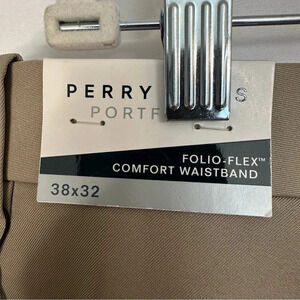 PERRY S
PORTF
FOLIO-FLEX™
COMFORT WAISTBAND
38x32